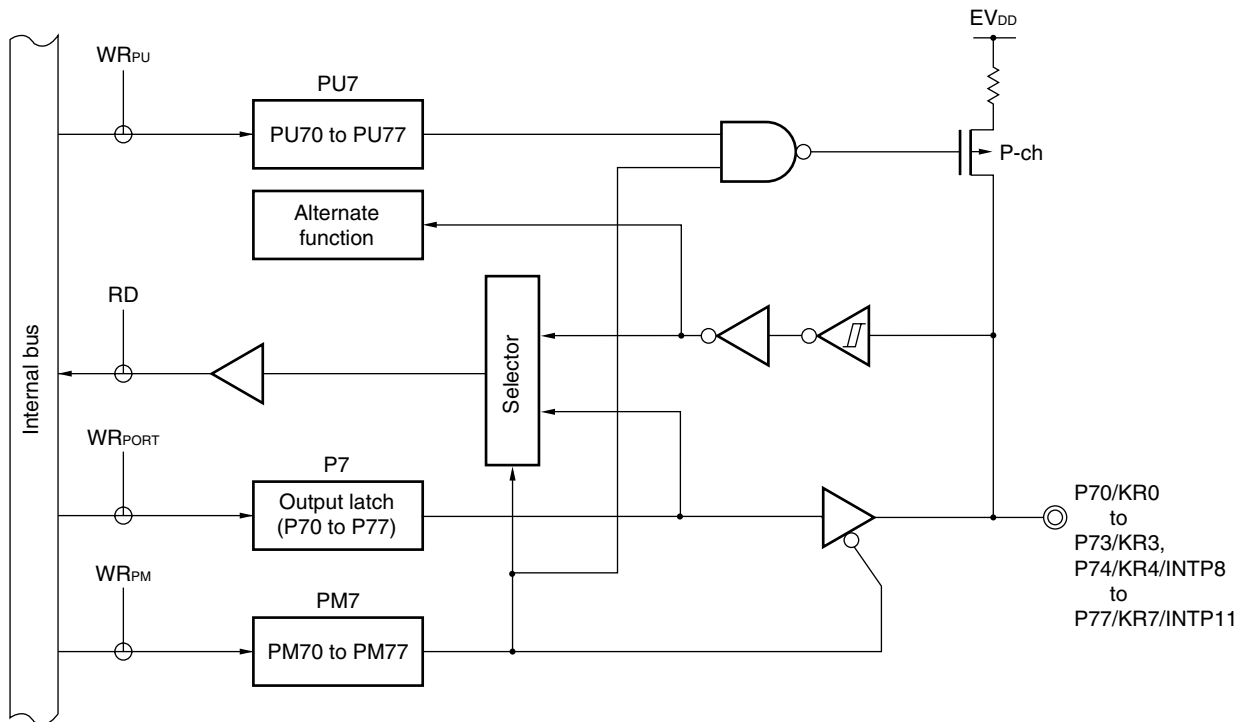 EVDD
WRPU
PU7
PU70 to PU77
P-ch
Alternate
function
RD
Internal bus
Selector
WRPORT
P7
Output latch
(P70 to P77)
P70/KR0
to
P73/KR3,
P74/KR4/INTP8
to
P77/KR7/INTP11
WRPM
PM7
PM70 to PM77